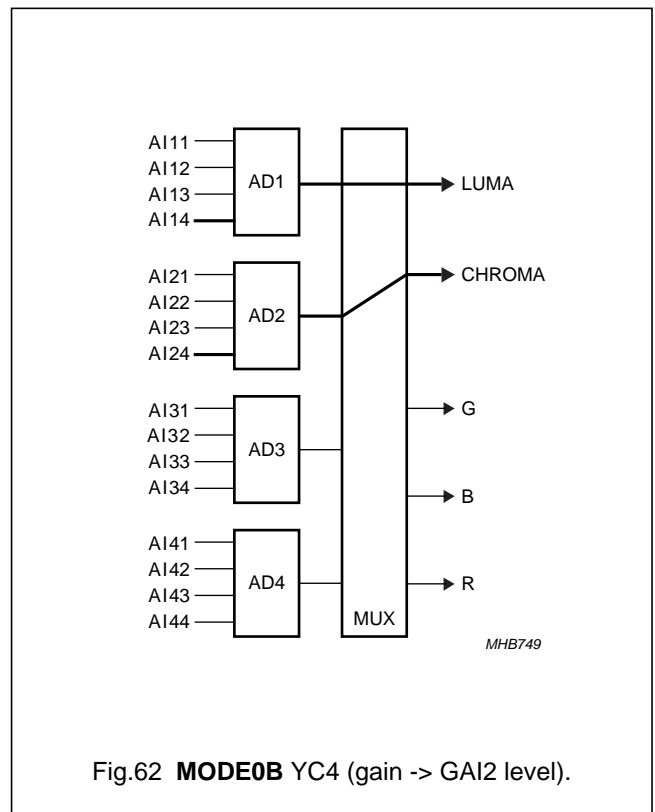 AI11
AI12
AI13
AI14
AD1
LUMA
AI21
AI22
AI23
AI24
AD2
CHROMA
AI31
AI32
AI33
AI34
AD3
G
B
AI41
AI42
AI43
AI44
AD4
R
MUX
MHB749
Fig.62 MODE0B YC4 (gain -> GAI2 level).